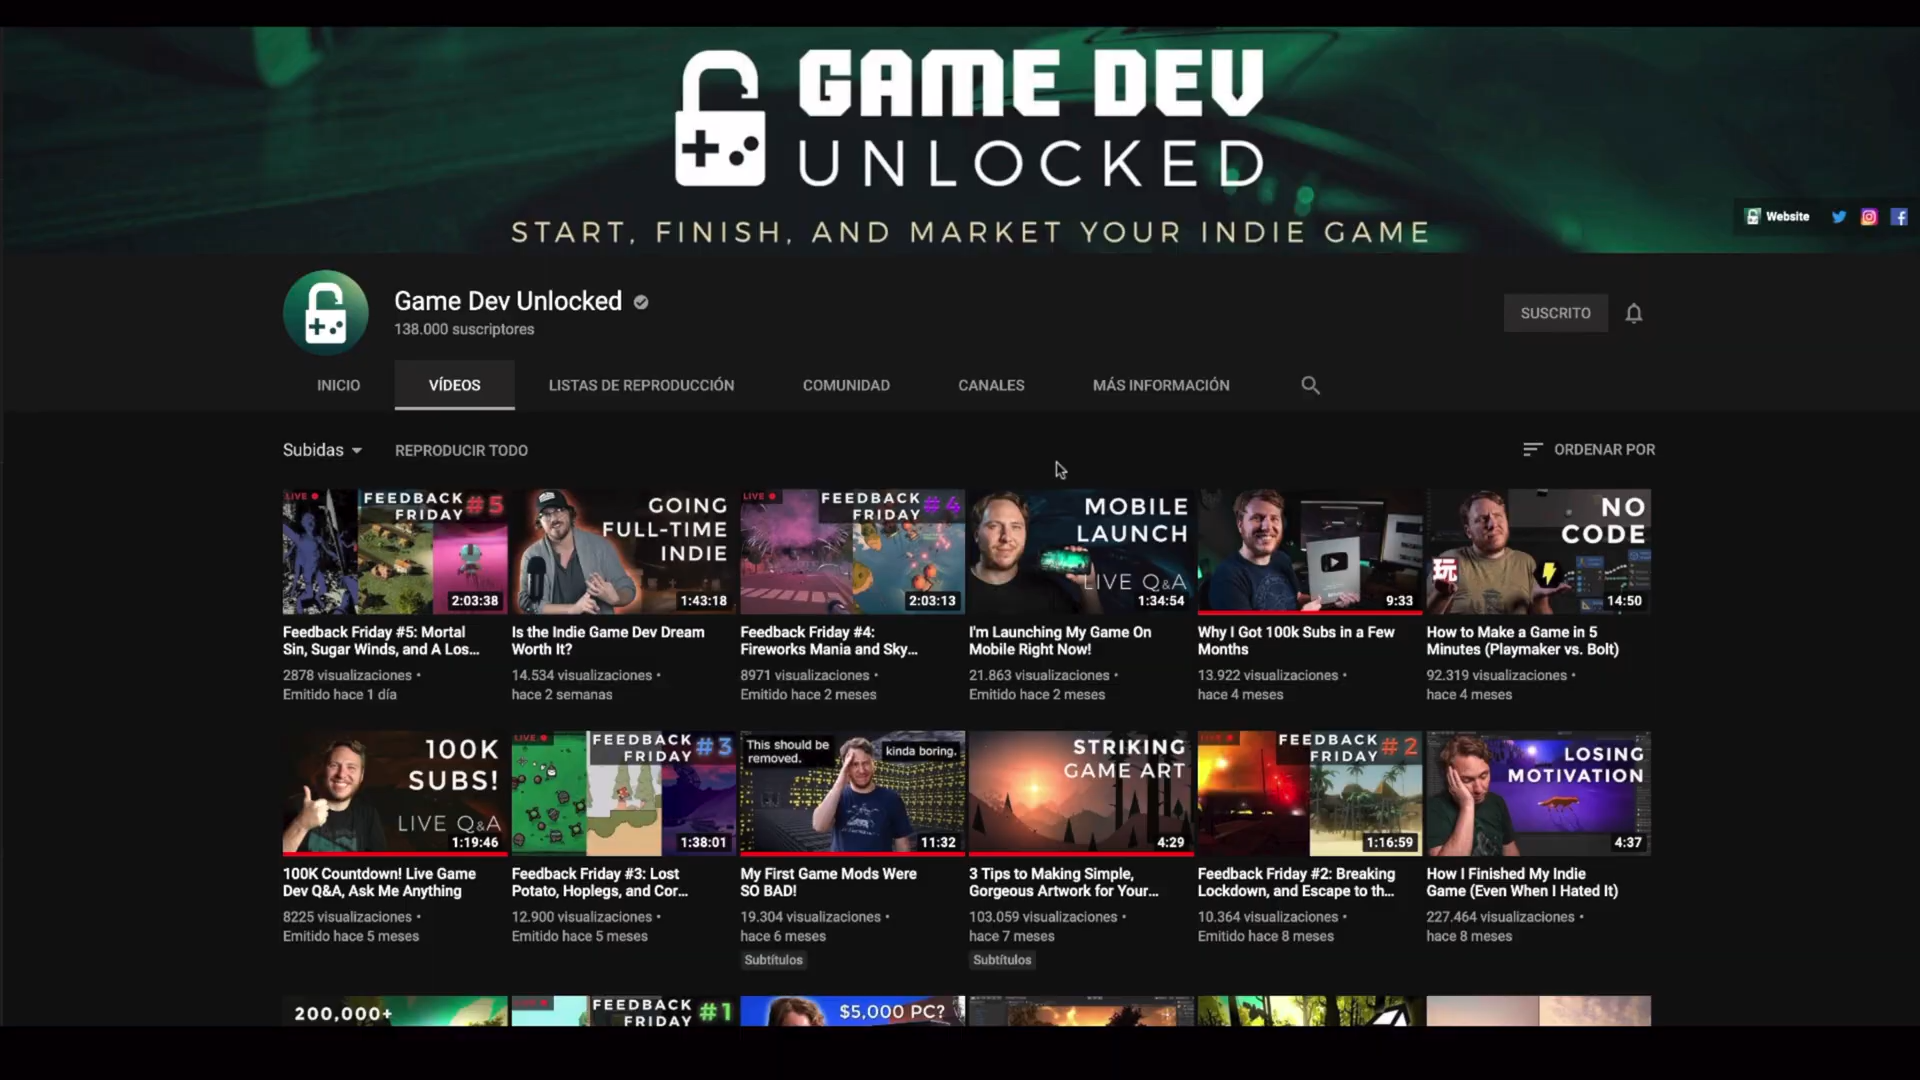 GAME DEV
UNLOCKED
START, FINISH, AND MARKET YOUR INDIE GAME
Website
Game Dev Unlocked
138.000 suscriptores
SUSCRITO
INICIO
VÍDEOS
LISTAS DE REPRODUCCIÓN
COMUNIDAD
CANALES
MÁS INFORMACIÓN
Subidas
REPRODUCIR TODO
ORDENAR POR
LIVE
FEEDBACK
FRIDAY #5
2:03:38
GOING
FULL-TIME
INDIE
1:43:18
LIVE
FEEDBACK
FRIDAY #4
2:03:13
MOBILE
LAUNCH
LIVE Q&A
1:34:54
9:33
NO
CODE
玩
14:50
Feedback Friday #5: Mortal
Sin, Sugar Winds, and A Los...
2878 visualizaciones •
Emitido hace 1 día
Is the Indie Game Dev Dream
Worth It?
14.534 visualizaciones •
hace 2 semanas
Feedback Friday #4:
Fireworks Mania and Sky...
8971 visualizaciones •
Emitido hace 2 meses
I'm Launching My Game On
Mobile Right Now!
21.863 visualizaciones •
Emitido hace 2 meses
Why I Got 100k Subs in a Few
Months
13.922 visualizaciones •
hace 4 meses
How to Make a Game in 5
Minutes (Playmaker vs. Bolt)
92.319 visualizaciones •
hace 4 meses
100K
SUBS!
LIVE Q&A
1:19:46
LIVE
FEEDBACK
FRIDAY #3
1:38:01
This should be
removed.
kinda boring.
11:32
STRIKING
GAME ART
4:29
LIVE
FEEDBACK
FRIDAY #2
1:16:59
LOSING
MOTIVATION
4:37
100K Countdown! Live Game
Dev Q&A, Ask Me Anything
8225 visualizaciones •
Emitido hace 5 meses
Feedback Friday #3: Lost
Potato, Hoplegs, and Cor...
12.900 visualizaciones •
Emitido hace 5 meses
My First Game Mods Were
SO BAD!
19.304 visualizaciones •
hace 6 meses
Subtítulos
3 Tips to Making Simple,
Gorgeous Artwork for Your...
103.059 visualizaciones •
hace 7 meses
Subtítulos
Feedback Friday #2: Breaking
Lockdown, and Escape to th...
10.364 visualizaciones •
Emitido hace 8 meses
How I Finished My Indie
Game (Even When I Hated It)
227.464 visualizaciones •
hace 8 meses
200,000+
LIVE
FEEDBACK
FRIDAY #1
$5,000 PC?